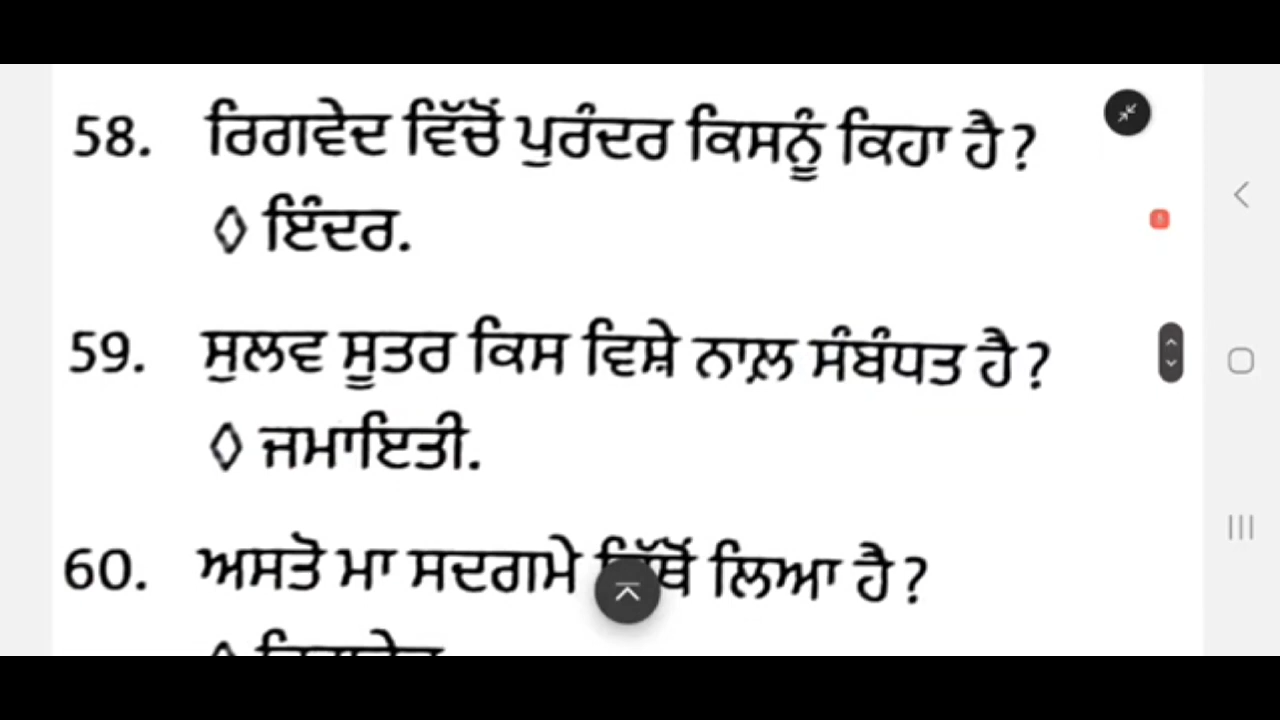 58. ਰਿਗਵੇਦ ਵਿੱਚੋਂ ਪੁਰੰਦਰ ਕਿਸਨੂੰ ਕਿਹਾ ਹੈ?
◊ ਇੰਦਰ.
59. ਸੁਲਵ ਸੂਤਰ ਕਿਸ ਵਿਸ਼ੇ ਨਾਲ਼ ਸੰਬੰਧਤ ਹੈ?
◊ ਜਮਾਇਤੀ.
60. ਅਸਤੋ ਮਾ ਸਦਗਮੇ ਲਿਆ ਹੈ?